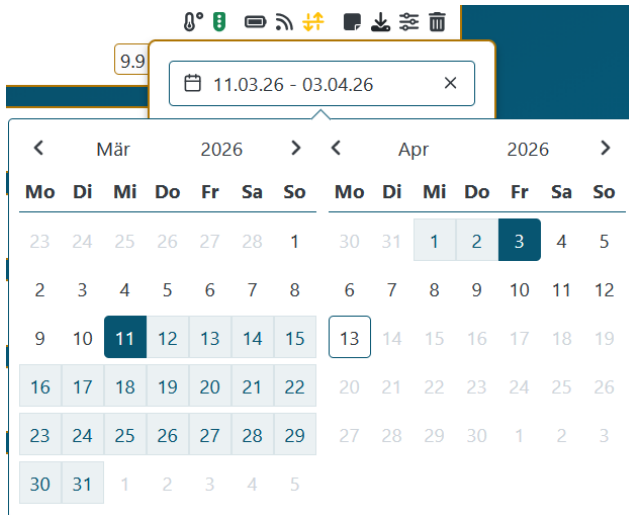 9.9
11.03.26 - 03.04.26
Mär 2026
Mo Di Mi Do Fr Sa So
23 24 25 26 27 28 1
2 3 4 5 6 7 8
9 10 11 12 13 14 15
16 17 18 19 20 21 22
23 24 25 26 27 28 29
30 31 1 2 3 4 5
Apr 2026
Mo Di Mi Do Fr Sa So
30 31 1 2 3 4 5
6 7 8 9 10 11 12
13 14 15 16 17 18 19
20 21 22 23 24 25 26
27 28 29 30 1 2 3